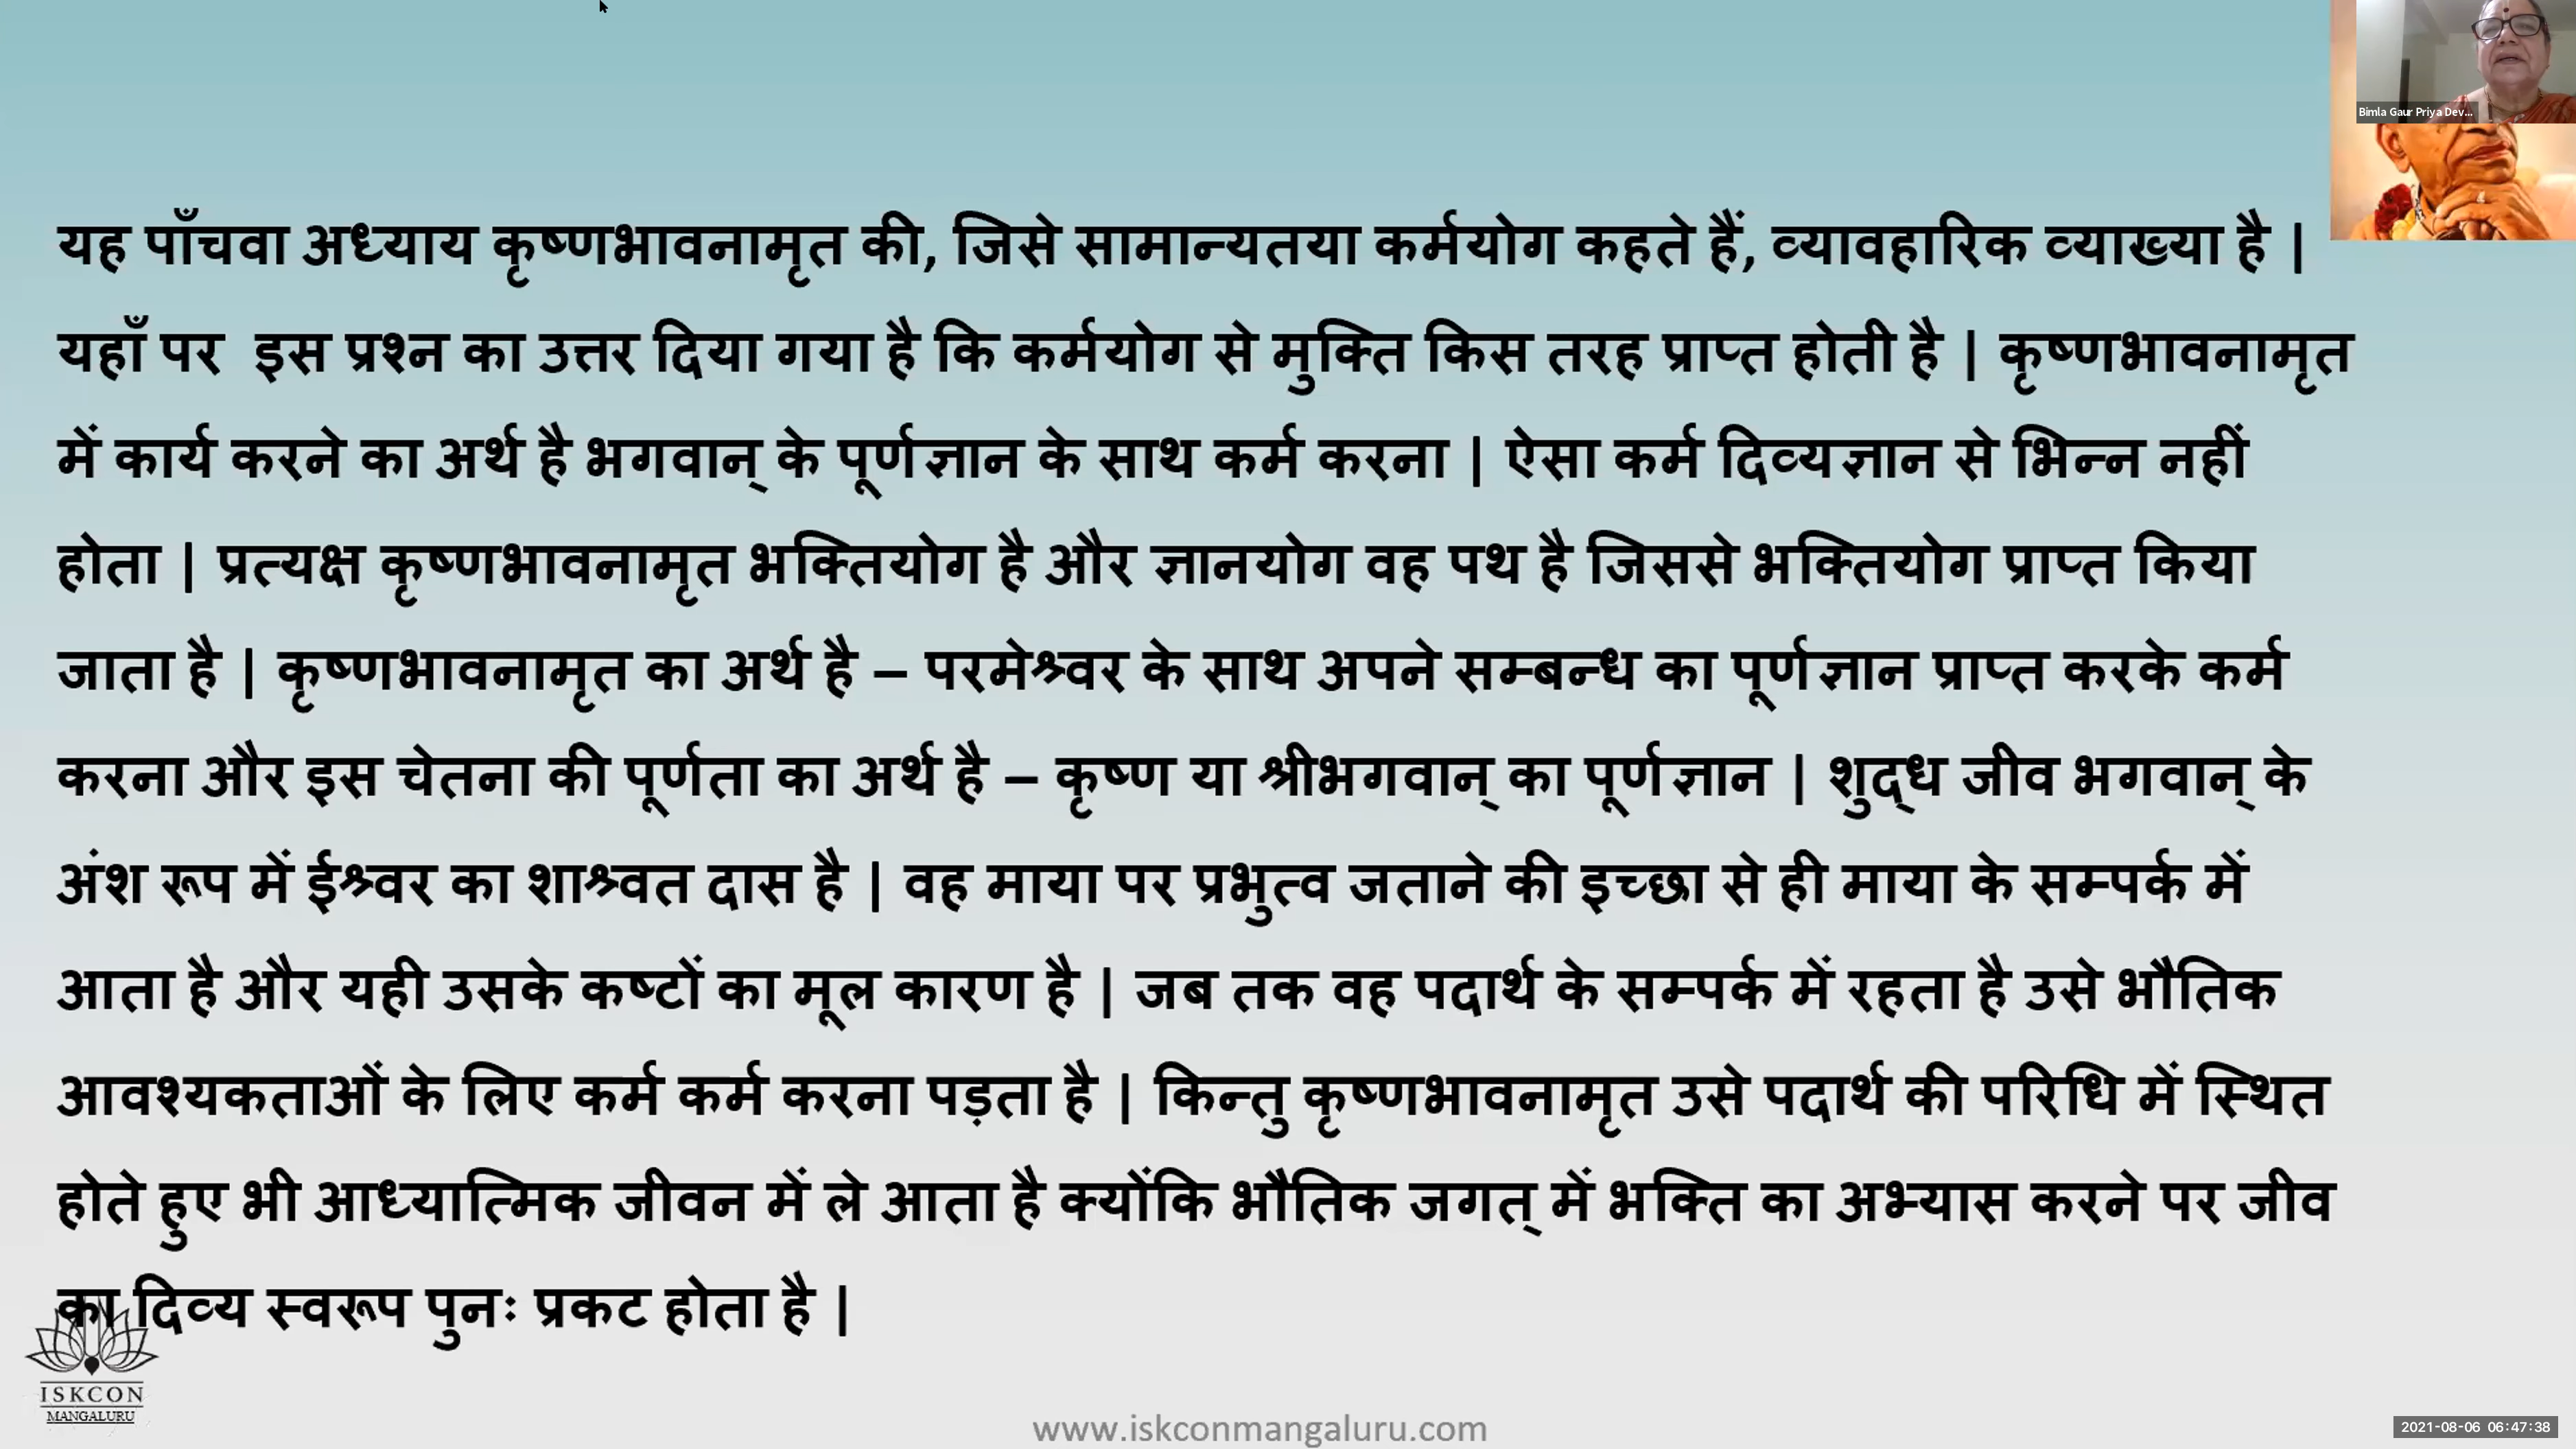 Bimla Gaur Priya Dev...
यह पाँचवा अध्याय कृष्णभावनामृत की, जिसे सामान्यतया कर्मयोग कहते हैं, व्यावहारिक व्याख्या है |
यहाँ पर इस प्रश्न का उत्तर दिया गया है कि कर्मयोग से मुक्ति किस तरह प्राप्त होती है | कृष्णभावनामृत
में कार्य करने का अर्थ है भगवान् के पूर्णज्ञान के साथ कर्म करना | ऐसा कर्म दिव्यज्ञान से भिन्न नहीं
होता | प्रत्यक्ष कृष्णभावनामृत भक्तियोग है और ज्ञानयोग वह पथ है जिससे भक्तियोग प्राप्त किया
जाता है | कृष्णभावनामृत का अर्थ है – परमेश्र्वर के साथ अपने सम्बन्ध का पूर्णज्ञान प्राप्त करके कर्म
करना और इस चेतना की पूर्णता का अर्थ है – कृष्ण या श्रीभगवान् का पूर्णज्ञान | शुद्ध जीव भगवान् के
अंश रूप में ईश्र्वर का शाश्र्वत दास है | वह माया पर प्रभुत्व जताने की इच्छा से ही माया के सम्पर्क में
आता है और यही उसके कष्टों का मूल कारण है | जब तक वह पदार्थ के सम्पर्क में रहता है उसे भौतिक
आवश्यकताओं के लिए कर्म कर्म करना पड़ता है | किन्तु कृष्णभावनामृत उसे पदार्थ की परिधि में स्थित
होते हुए भी आध्यात्मिक जीवन में ले आता है क्योंकि भौतिक जगत् में भक्ति का अभ्यास करने पर जीव
का दिव्य स्वरूप पुनः प्रकट होता है |
ISKCON
MANGALURU
www.iskconmangaluru.com
2021-08-06 06:47:38